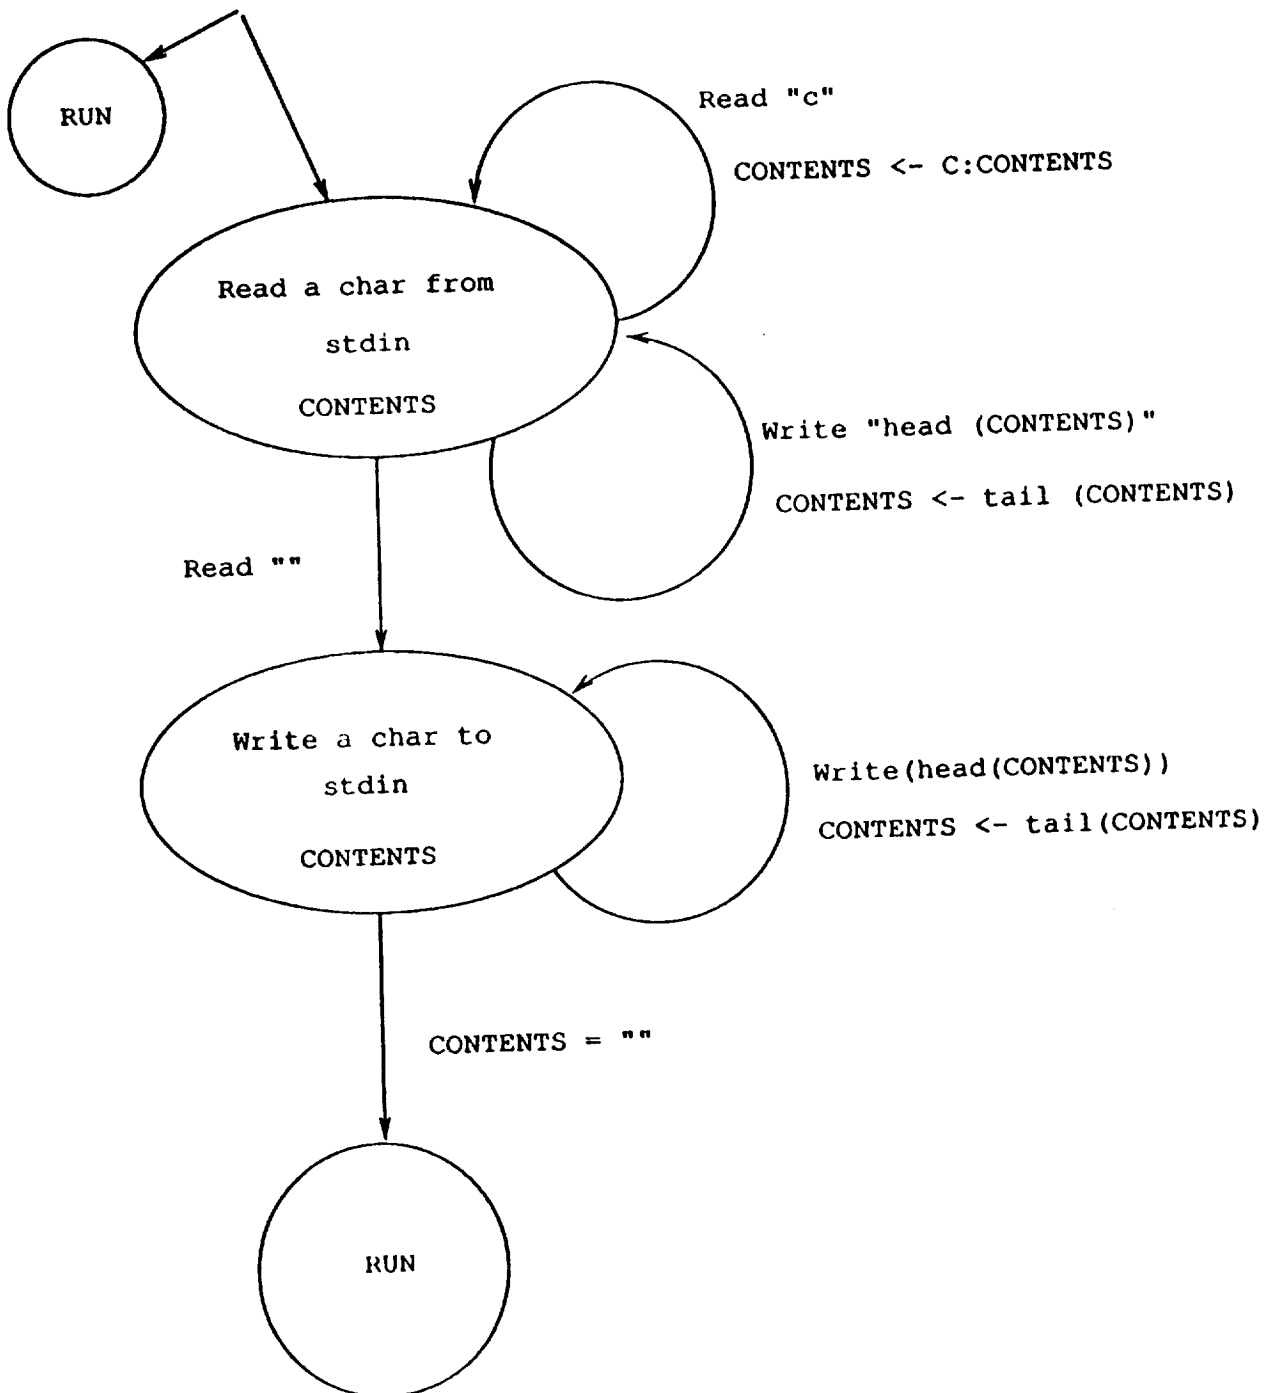 RUN
Read "c"
CONTENTS <- C:CONTENTS
Read a char from
stdin
CONTENTS
Write "head (CONTENTS)"
CONTENTS <- tail (CONTENTS)
Read ""
Write a char to
stdin
CONTENTS
Write(head(CONTENTS))
CONTENTS <- tail(CONTENTS)
CONTENTS = ""
RUN